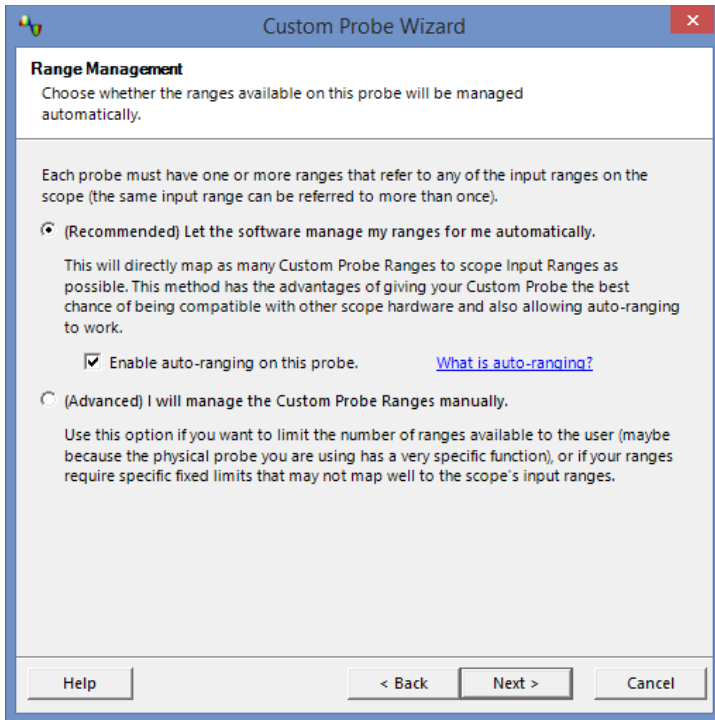 Custom Probe Wizard
Range Management
Choose whether the ranges available on this probe will be managed
automatically.
Each probe must have one or more ranges that refer to any of the input ranges on the
scope (the same input range can be referred to more than once).
(Recommended) Let the software manage my ranges for me automatically.
This will directly map as many Custom Probe Ranges to scope Input Ranges as
possible. This method has the advantages of giving your Custom Probe the best
chance of being compatible with other scope hardware and also allowing auto-ranging
to work.
Enable auto-ranging on this probe. What is auto-ranging?
(Advanced) I will manage the Custom Probe Ranges manually.
Use this option if you want to limit the number of ranges available to the user (maybe
because the physical probe you are using has a very specific function), or if your ranges
require specific fixed limits that may not map well to the scope's input ranges.
Help < Back Next > Cancel